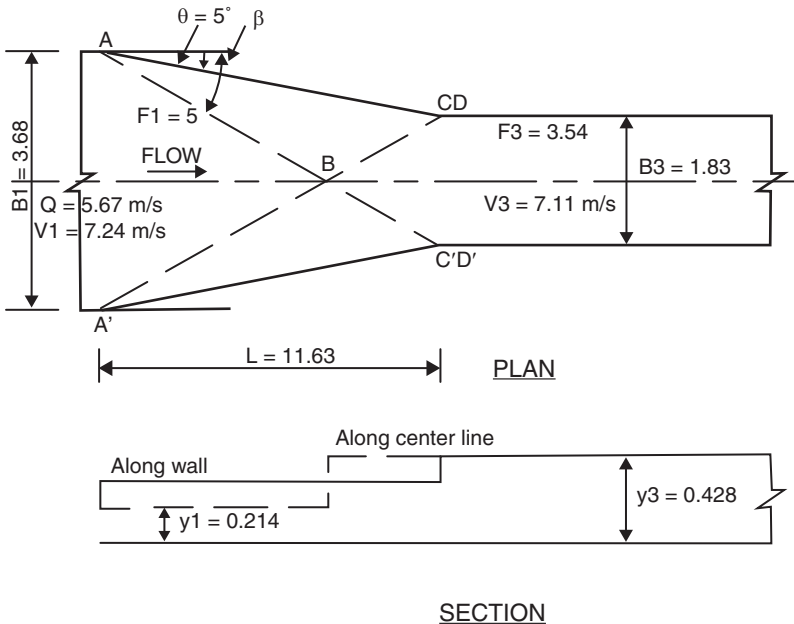 θ = 5° β
A
CD
F1 = 5
F3 = 3.54
B1 = 3.68
FLOW
B
B3 = 1.83
Q = 5.67 m/s
V1 = 7.24 m/s
V3 = 7.11 m/s
C'D'
A'
L = 11.63
PLAN
Along center line
Along wall
y1 = 0.214
y3 = 0.428
SECTION